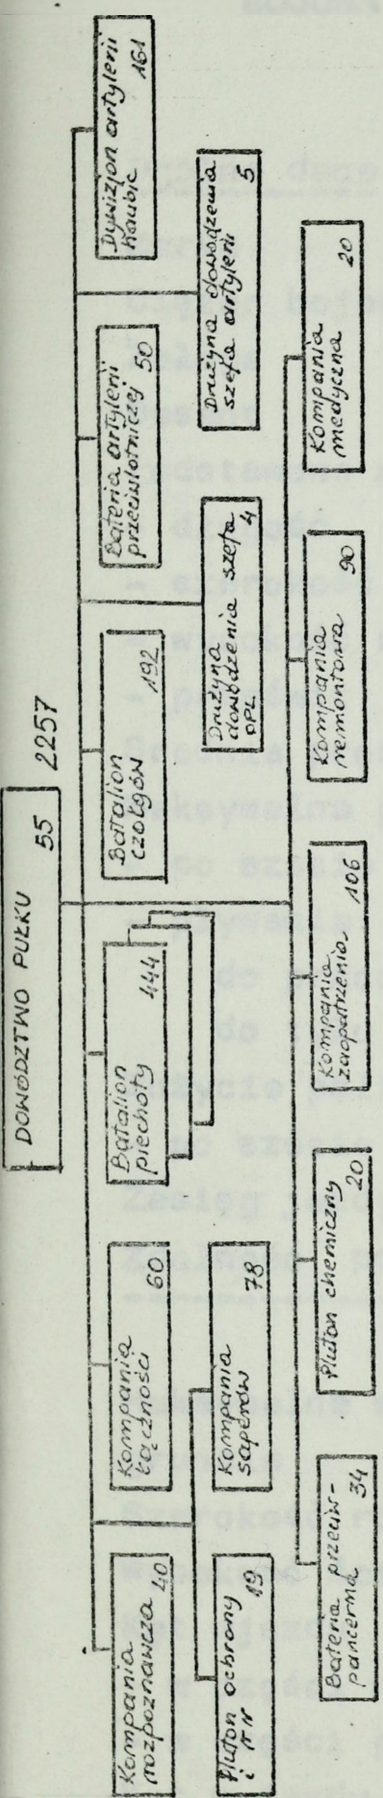 DOWÓDZTWO PUŁKU
55 2257
Kompania
rozpoznawcza 40
Kompania
Łączności
60
Batalion
piechoty
444
Batalion
czołgów
192
Bateria artylerii
przeciwlotniczej 50
Dywizjon artylerii
haubic
161
Pluton ochrony
i
19
Kompania
saperów
78
Drużyna
dowodzenia szefa
OPL
4
Drużyna dowodzenia
szefa artylerii
5
Bateria przeciw-
pancerna
34
Pluton chemiczny
20
Kompania
zaopatrzenia
106
Kompania
remontowa
90
Kompania
medyczna
20